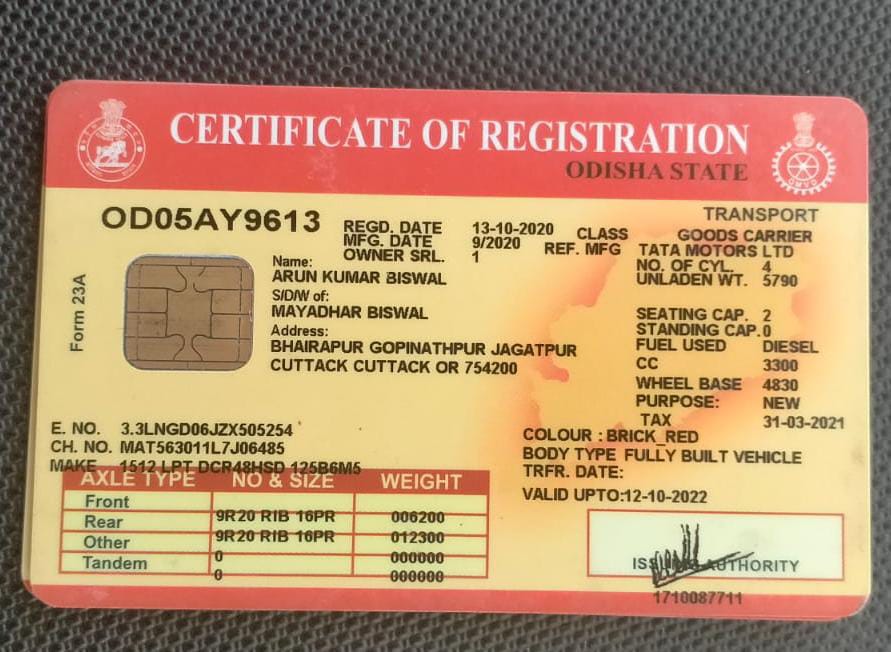 CERTIFICATE OF REGISTRATION
ODISHA STATE
OMVD
TRANSPORT
OD05AY9613
REGD. DATE 13-10-2020 CLASS GOODS CARRIER
MFG. DATE 9/2020 REF. MFG TATA MOTORS LTD
OWNER SRL. 1
NO. OF CYL. 4
UNLADEN WT. 5790
Form 23A
Name:
ARUN KUMAR BISWAL
S/D/W of:
MAYADHAR BISWAL
Address:
BHAIRAPUR GOPINATHPUR JAGATPUR
CUTTACK CUTTACK OR 754200
SEATING CAP. 2
STANDING CAP. 0
FUEL USED DIESEL
CC 3300
WHEEL BASE 4830
PURPOSE: NEW
TAX 31-03-2021
E. NO. 3.3LNGD06JZX505254
CH. NO. MAT563011L7J06485
MAKE 1512 LPT DCR48HSD 125B6M5
COLOUR : BRICK_RED
BODY TYPE FULLY BUILT VEHICLE
TRFR. DATE:
VALID UPTO:12-10-2022
AXLE TYPE NO & SIZE WEIGHT
Front 9R20 RIB 16PR 006200
Rear 9R20 RIB 16PR 012300
Other 0 000000
Tandem 0 000000
ISSUING AUTHORITY
1710087711